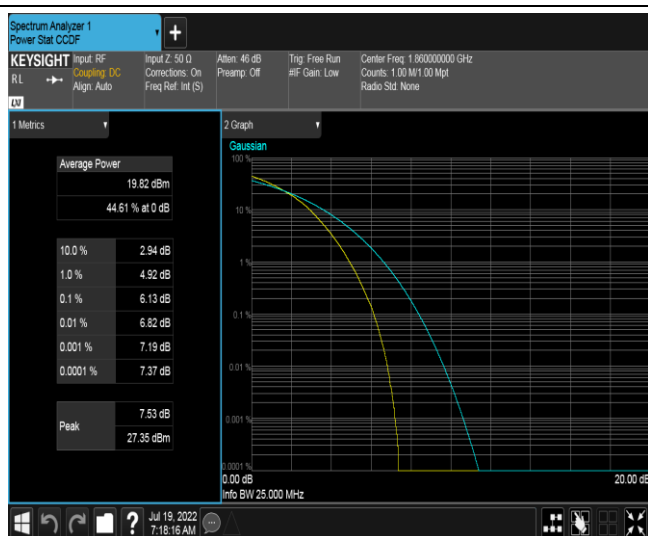 Spectrum Analyzer 1
Power Stat CCDF
KEYSIGHT
RL
LXI
Input: RF
Coupling: DC
Align: Auto
Input Z: 50 Ω
Corrections: On
Freq Ref: Int (S)
Atten: 46 dB
Preamp: Off
Trig: Free Run
#IF Gain: Low
Center Freq: 1.860000000 GHz
Counts: 1.00 M/1.00 Mpt
Radio Std: None
1 Metrics
Average Power
19.82 dBm
44.61 % at 0 dB
10.0 % 2.94 dB
1.0 % 4.92 dB
0.1 % 6.13 dB
0.01 % 6.82 dB
0.001 % 7.19 dB
0.0001 % 7.37 dB
Peak
7.53 dB
27.35 dBm
2 Graph
Gaussian
100 %
10 %
1 %
0.1 %
0.01 %
0.001 %
0.0001 %
0.00 dB 20.00 dB
Info BW 25.000 MHz
?
Jul 19, 2022
7:18:16 AM